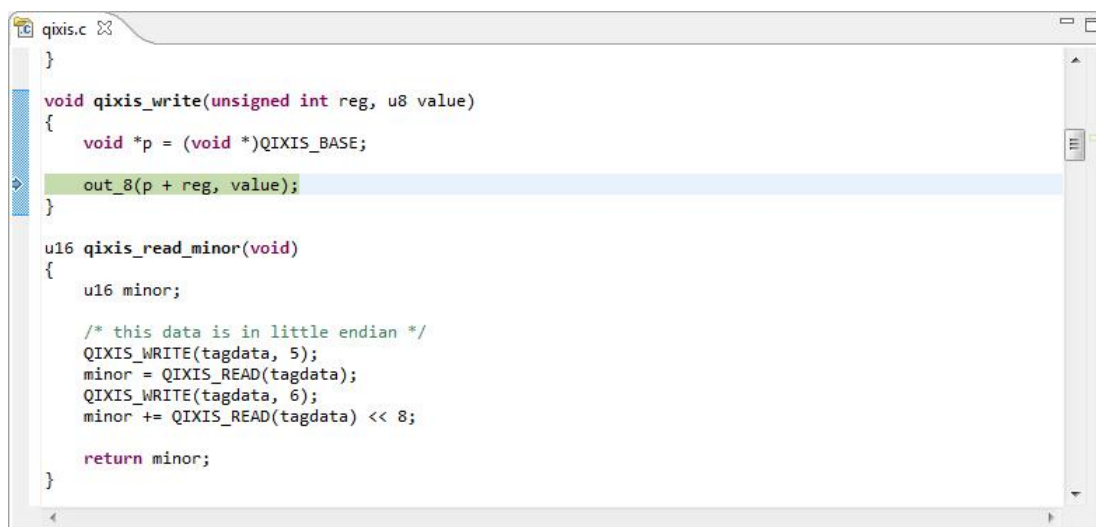 qixis.c
}
void qixis_write(unsigned int reg, u8 value)
{
void *p = (void *)QIXIS_BASE;
out_8(p + reg, value);
}
u16 qixis_read_minor(void)
{
u16 minor;
/* this data is in little endian */
QIXIS_WRITE(tagdata, 5);
minor = QIXIS_READ(tagdata);
QIXIS_WRITE(tagdata, 6);
minor += QIXIS_READ(tagdata) << 8;
return minor;
}